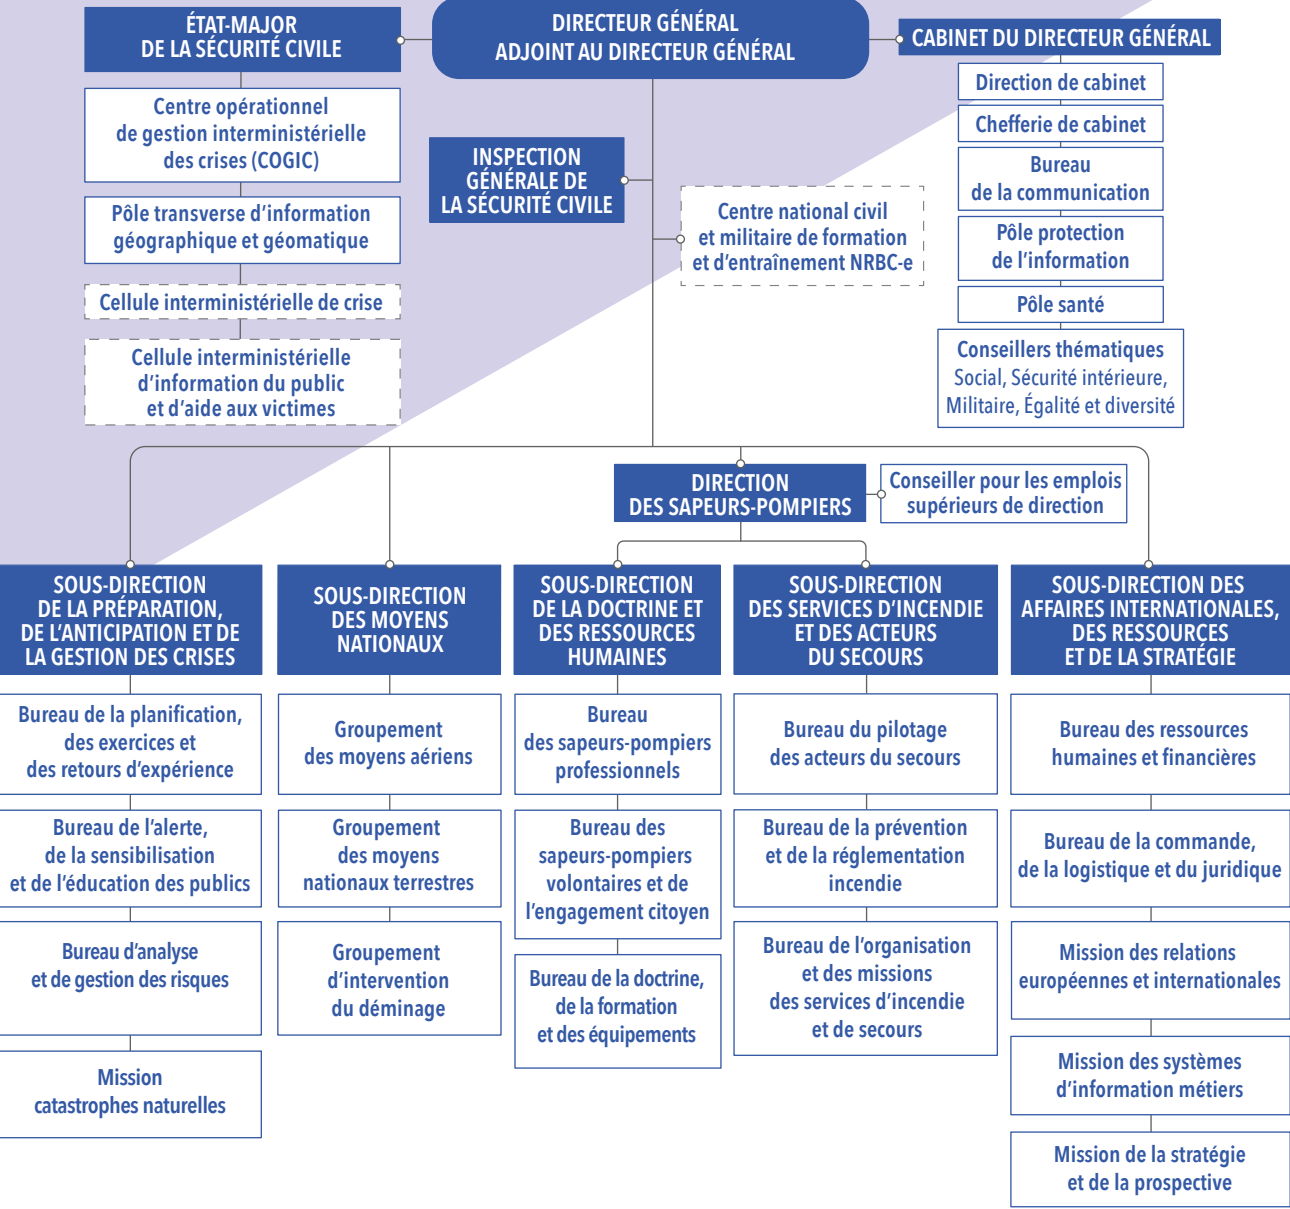 ÉTAT-MAJOR
DE LA SÉCURITÉ CIVILE
DIRECTEUR GÉNÉRAL
ADJOINT AU DIRECTEUR GÉNÉRAL
CABINET DU DIRECTEUR GÉNÉRAL
Centre opérationnel
de gestion interministérielle
des crises (COGIC)
Pôle transverse d’information
géographique et géomatique
Cellule interministérielle de crise
Cellule interministérielle
d’information du public
et d’aide aux victimes
INSPECTION
GÉNÉRALE DE
LA SÉCURITÉ CIVILE
Centre national civil
et militaire de formation
et d’entraînement NRBC-e
Direction de cabinet
Chefferie de cabinet
Bureau
de la communication
Pôle protection
de l’information
Pôle santé
Conseillers thématiques
Social, Sécurité intérieure,
Militaire, Égalité et diversité
DIRECTION
DES SAPEURS-POMPIERS
Conseiller pour les emplois
supérieurs de direction
SOUS-DIRECTION
DE LA PRÉPARATION,
DE L’ANTICIPATION ET DE
LA GESTION DES CRISES
Bureau de la planification,
des exercices et
des retours d’expérience
Bureau de l’alerte,
de la sensibilisation
et de l’éducation des publics
Bureau d’analyse
et de gestion des risques
Mission
catastrophes naturelles
SOUS-DIRECTION
DES MOYENS
NATIONAUX
Groupement
des moyens aériens
Groupement
des moyens
nationaux terrestres
Groupement
d’intervention
du déminage
SOUS-DIRECTION
DE LA DOCTRINE ET
DES RESSOURCES
HUMAINES
Bureau
des sapeurs-pompiers
professionnels
Bureau des
sapeurs-pompiers
volontaires et de
l’engagement citoyen
Bureau de la doctrine,
de la formation
et des équipements
SOUS-DIRECTION
DES SERVICES D’INCENDIE
ET DES ACTEURS
DU SECOURS
Bureau du pilotage
des acteurs du secours
Bureau de la prévention
et de la réglementation
incendie
Bureau de l’organisation
et des missions
des services d’incendie
et de secours
SOUS-DIRECTION DES
AFFAIRES INTERNATIONALES,
DES RESSOURCES
ET DE LA STRATÉGIE
Bureau des ressources
humaines et financières
Bureau de la commande,
de la logistique et du juridique
Mission des relations
européennes et internationales
Mission des systèmes
d’information métiers
Mission de la stratégie
et de la prospective